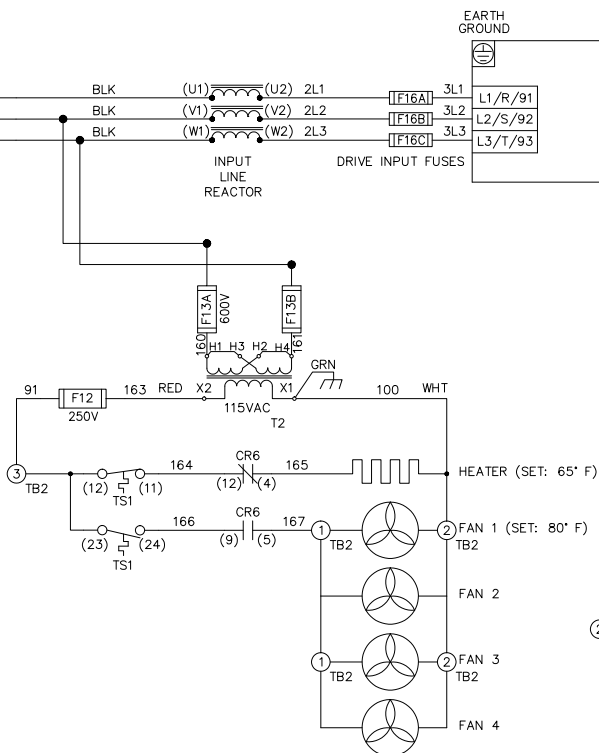 EARTH
GROUND
BLK (U1) (U2) 2L1 F16A 3L1 L1/R/91
BLK (V1) (V2) 2L2 F16B 3L2 L2/S/92
BLK (W1) (W2) 2L3 F16C 3L3 L3/T/93
INPUT
LINE
REACTOR
DRIVE INPUT FUSES
F13A
600V
F13B
160
161
H1 H3 H2 H4
GRN
91 F12 163 RED X2 X1 100 WHT
250V
115VAC
T2
3
TB2
(12) (11) 164 CR6 165 HEATER (SET: 65° F)
TS1
(12) (4)
(23) (24) 166 CR6 167 1 2 FAN 1 (SET: 80° F)
TS1
(9) (5)
TB2 TB2
FAN 2
2
1 2 FAN 3
TB2 TB2
FAN 4